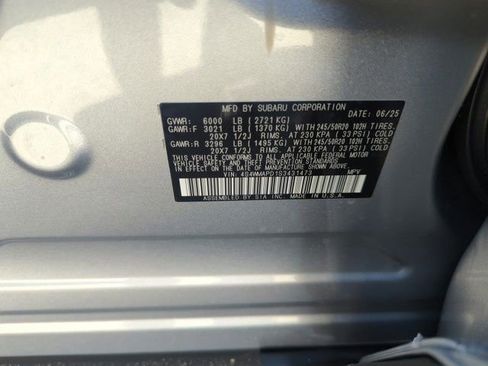 MFD BY SUBARU CORPORATION DATE: 06/25
GVWR: 6000 LB ( 2721 KG)
GAWR:F 3021 LB ( 1370 KG) WITH 245/50R20 102H TIRES,
20X7 1/2J RIMS, AT 230 KPA ( 33 PSI) COLD
GAWR:R 3296 LB ( 1495 KG) WITH 245/50R20 102H TIRES,
20X7 1/2J RIMS, AT 230 KPA ( 33 PSI) COLD
THIS VEHICLE CONFORMS TO ALL APPLICABLE FEDERAL MOTOR
VEHICLE SAFETY AND THEFT PREVENTION STANDARDS
IN EFFECT ON THE DATE OF MANUFACTURE SHOWN ABOVE.
VIN: 4S4WMAPD1S3431473 MPV
ASSEMBLED BY SIA INC. MADE IN U.S.A.